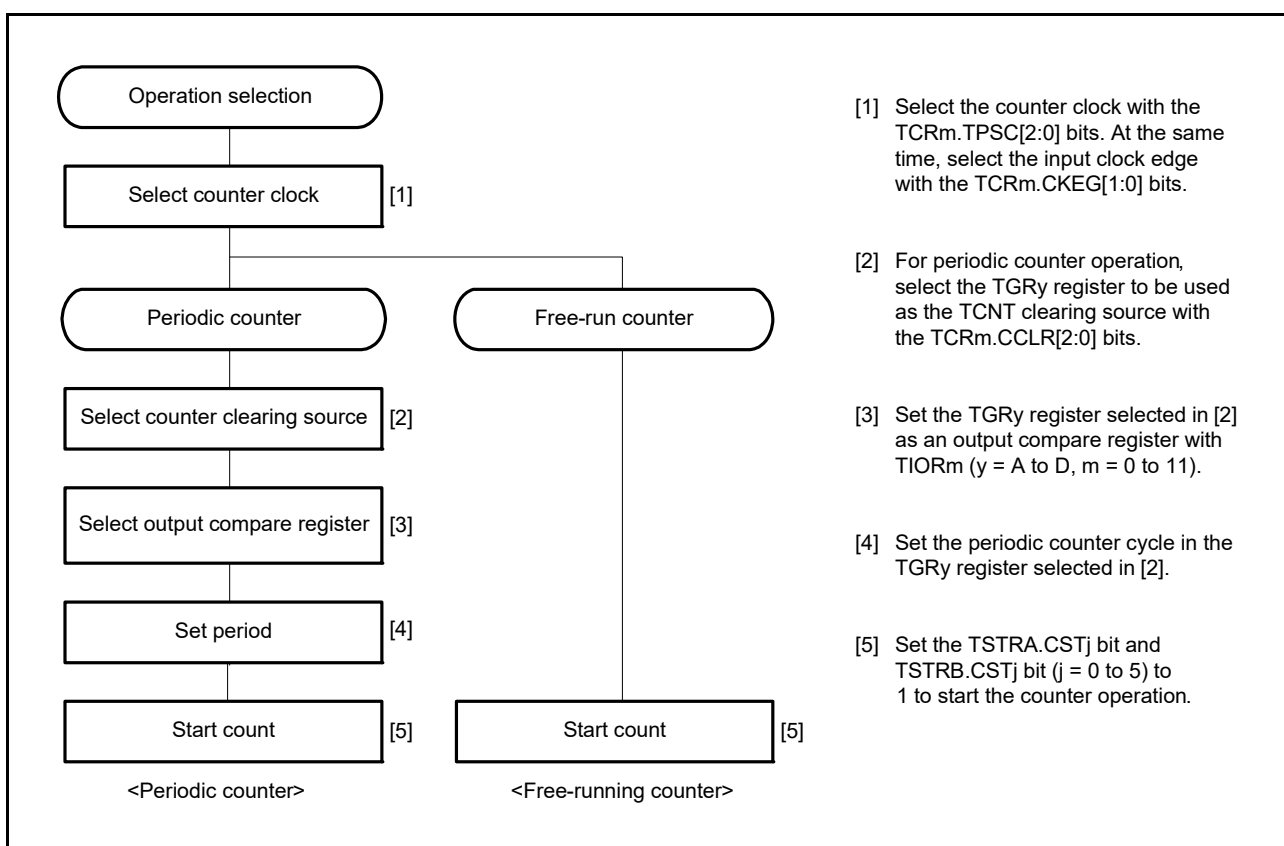 Operation selection
Select counter clock
[1]
Periodic counter
Free-run counter
Select counter clearing source
[2]
Select output compare register
[3]
Set period
[4]
Start count
[5]
Start count
[5]
<Periodic counter>
<Free-running counter>
[1] Select the counter clock with the
TCRm.TPSC[2:0] bits. At the same
time, select the input clock edge
with the TCRm.CKEG[1:0] bits.
[2] For periodic counter operation,
select the TGRy register to be used
as the TCNT clearing source with
the TCRm.CCLR[2:0] bits.
[3] Set the TGRy register selected in [2]
as an output compare register with
TIORm (y = A to D, m = 0 to 11).
[4] Set the periodic counter cycle in the
TGRy register selected in [2].
[5] Set the TSTRA.CSTj bit and
TSTRB.CSTj bit (j = 0 to 5) to
1 to start the counter operation.